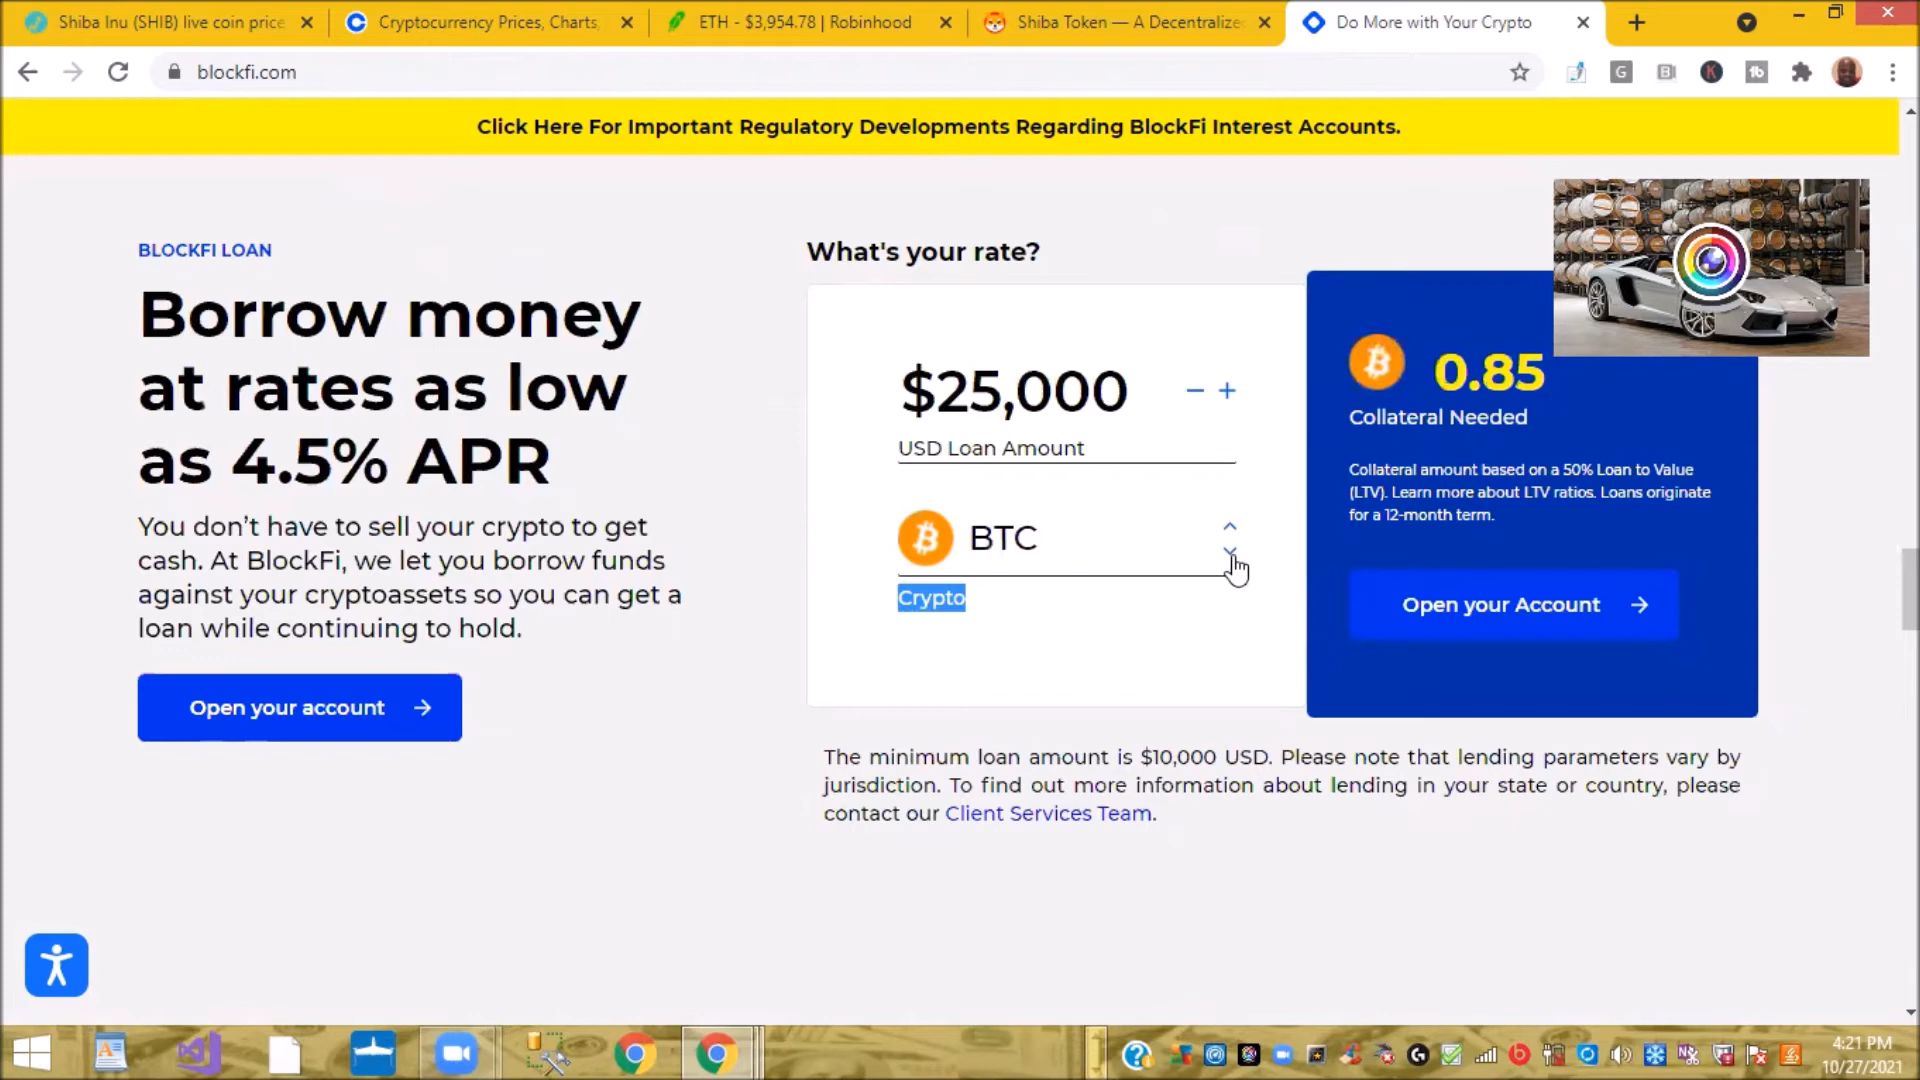 Shiba Inu (SHIB) live coin price
Cryptocurrency Prices, Charts,
ETH - $3,954.78 | Robinhood
Shiba Token — A Decentralize
Do More with Your Crypto
blockfi.com
Click Here For Important Regulatory Developments Regarding BlockFi Interest Accounts.
BLOCKFI LOAN
Borrow money
at rates as low
as 4.5% APR
You don’t have to sell your crypto to get
cash. At BlockFi, we let you borrow funds
against your cryptoassets so you can get a
loan while continuing to hold.
Open your account
What's your rate?
$25,000
USD Loan Amount
BTC
Crypto
0.85
Collateral Needed
Collateral amount based on a 50% Loan to Value
(LTV). Learn more about LTV ratios. Loans originate
for a 12-month term.
Open your Account
The minimum loan amount is $10,000 USD. Please note that lending parameters vary by
jurisdiction. To find out more information about lending in your state or country, please
contact our Client Services Team.
4:21 PM
10/27/2021